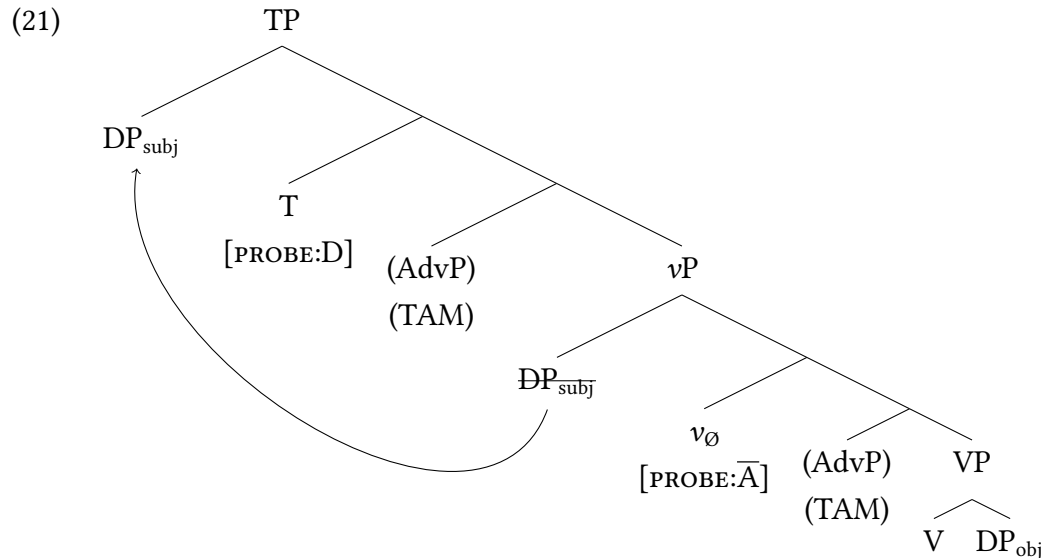 (21) TP
DP_subj
T
[PROBE:D]
(AdvP)
(TAM)
vP
DP_subj
v_Ø
[PROBE:A̅]
(AdvP)
(TAM)
VP
V DP_obj